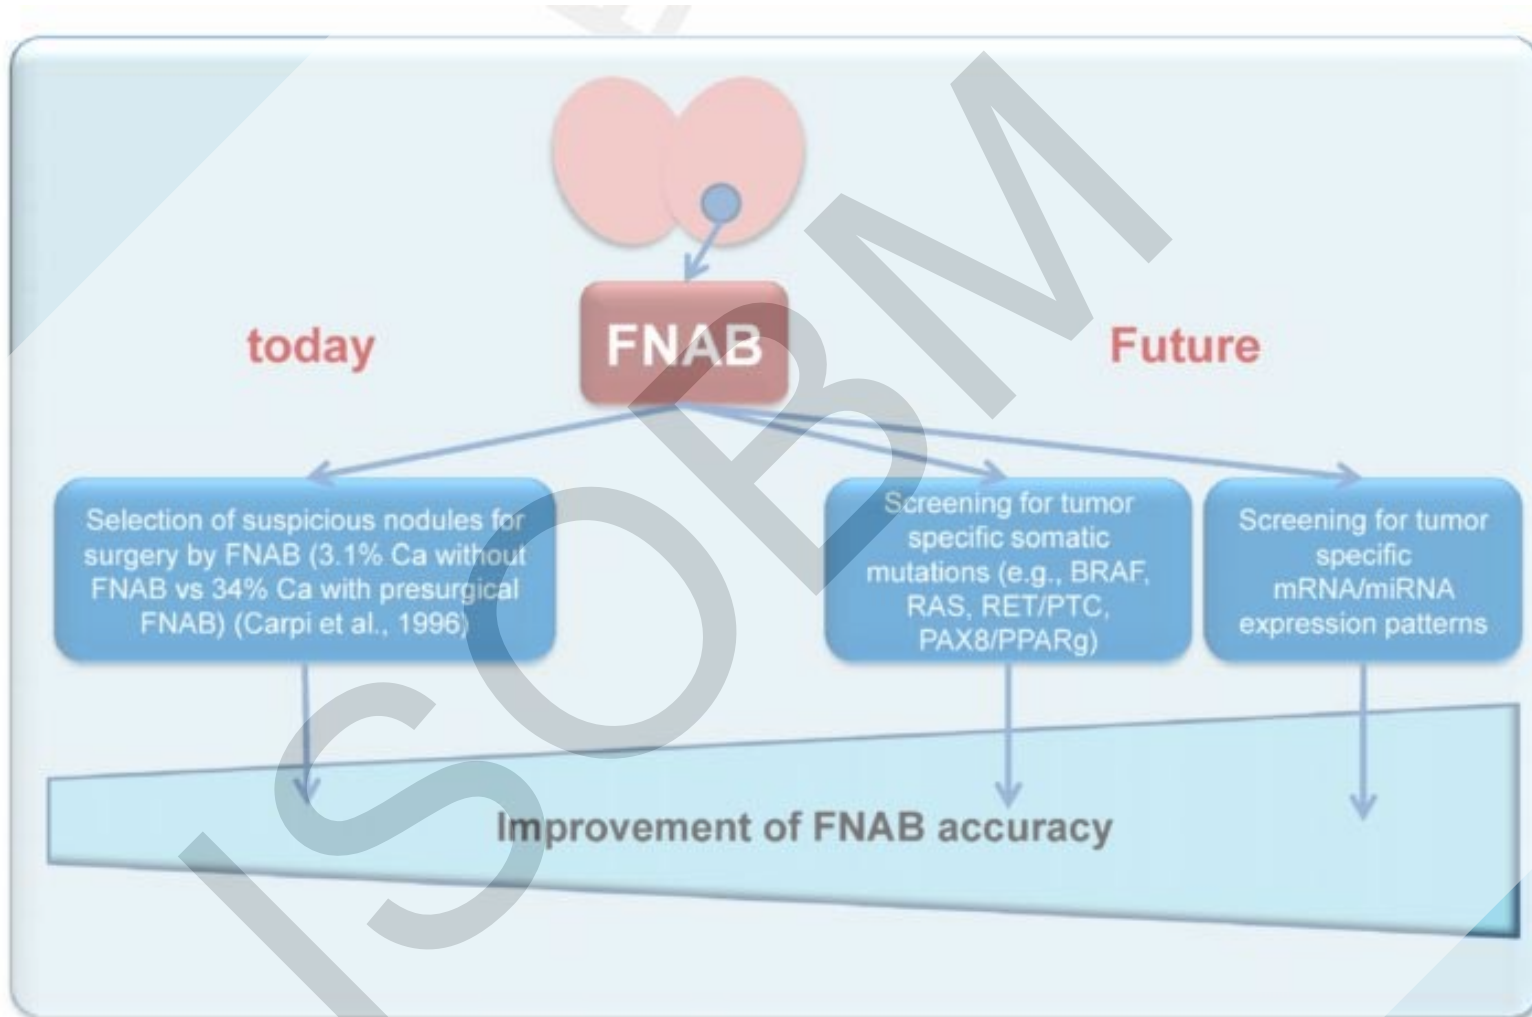 today
FNAB
Future
Selection of suspicious nodules for
surgery by FNAB (3.1% Ca without
FNAB vs 34% Ca with presurgical
FNAB) (Carpi et al., 1996)
Screening for tumor
specific somatic
mutations (e.g., BRAF,
RAS, RET/PTC,
PAX8/PPARg)
Screening for tumor
specific
mRNA/miRNA
expression patterns
Improvement of FNAB accuracy
ISOBM